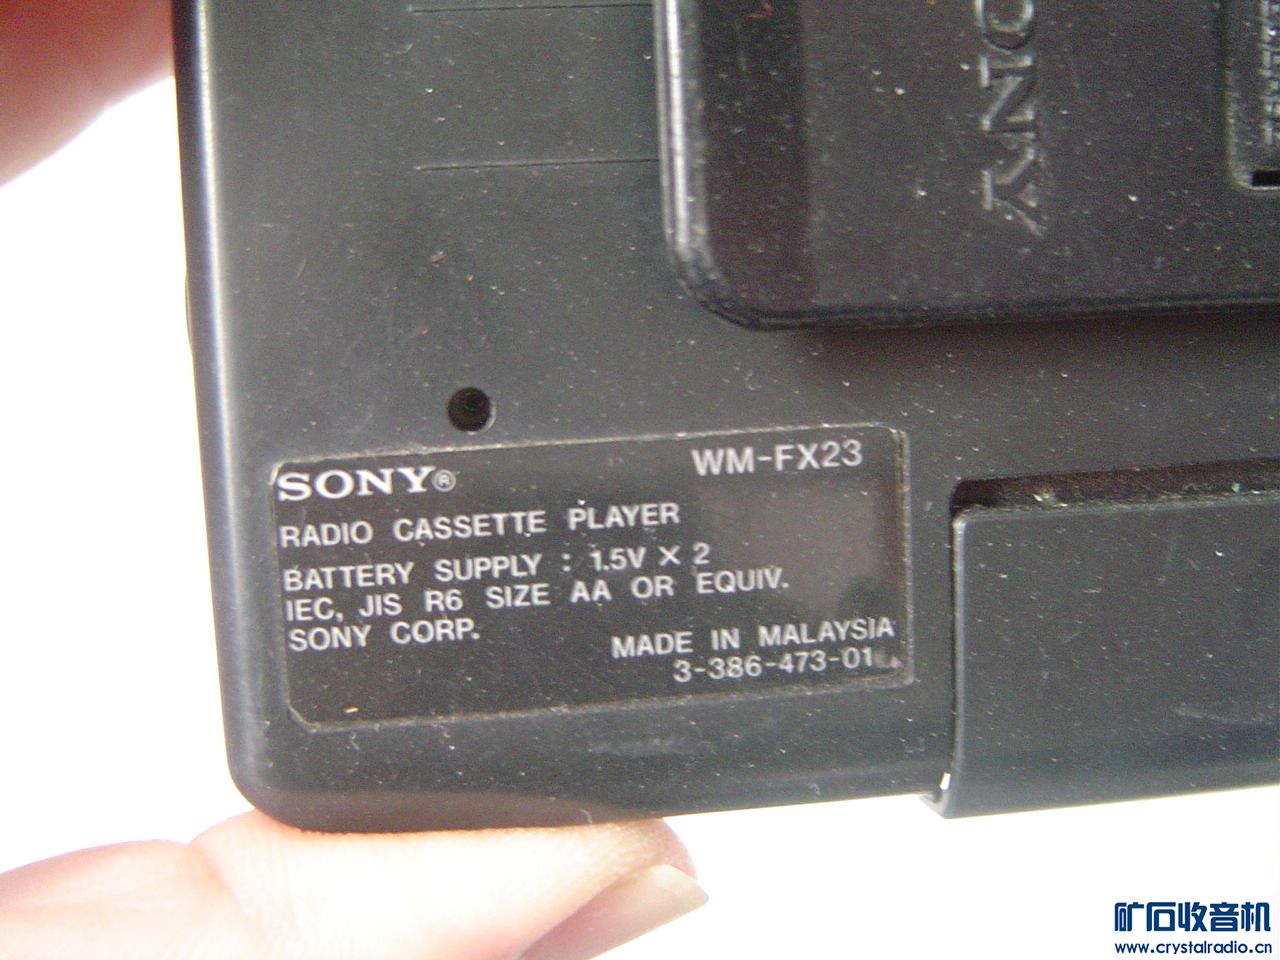 SONY
SONY® WM-FX23
RADIO CASSETTE PLAYER
BATTERY SUPPLY : 1.5V X 2
IEC, JIS R6 SIZE AA OR EQUIV.
SONY CORP.
MADE IN MALAYSIA
3-386-473-01
矿石收音机
www.crystalradio.cn